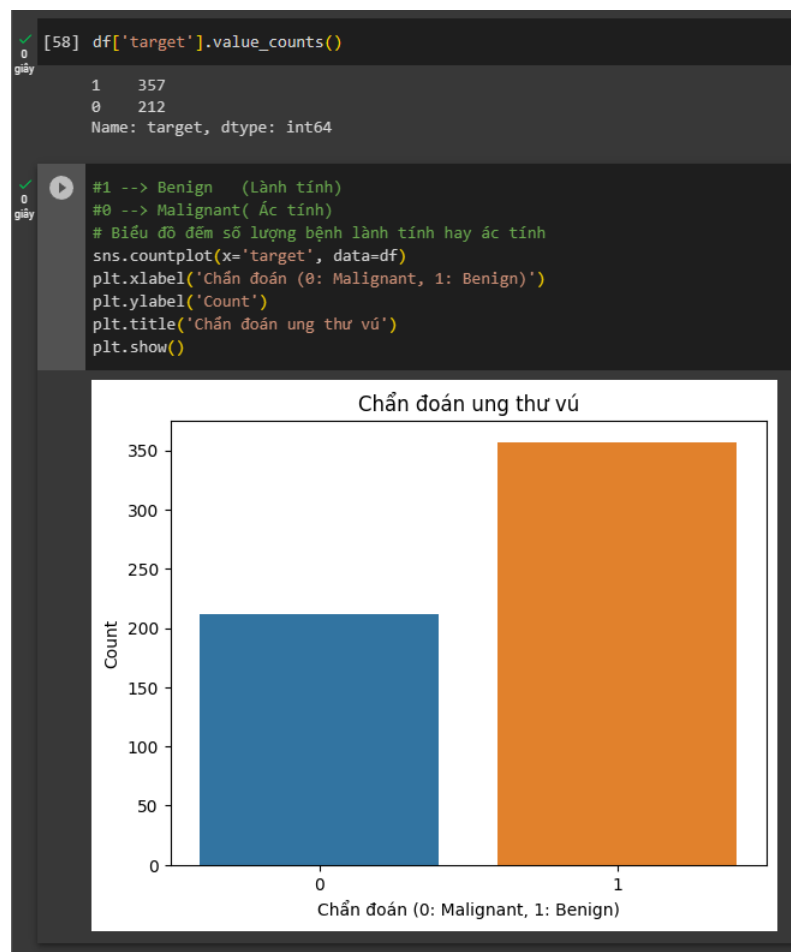 [58] df['target'].value_counts()
0
giây
1    357
0    212
Name: target, dtype: int64
0
giây
#1 --> Benign   (Lành tính)
#0 --> Malignant( Ác tính)
# Biểu đồ đếm số lượng bệnh lành tính hay ác tính
sns.countplot(x='target', data=df)
plt.xlabel('Chẩn đoán (0: Malignant, 1: Benign)')
plt.ylabel('Count')
plt.title('Chẩn đoán ung thư vú')
plt.show()
Chẩn đoán ung thư vú
350
300
250
200
150
100
50
0
Count
0 1
Chẩn đoán (0: Malignant, 1: Benign)